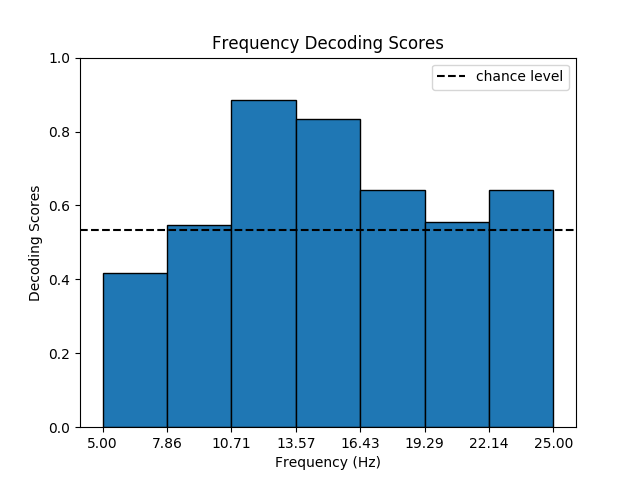 Frequency Decoding Scores
chance level
Decoding Scores
1.0
0.8
0.6
0.4
0.2
0.0
5.00 7.86 10.71 13.57 16.43 19.29 22.14 25.00
Frequency (Hz)